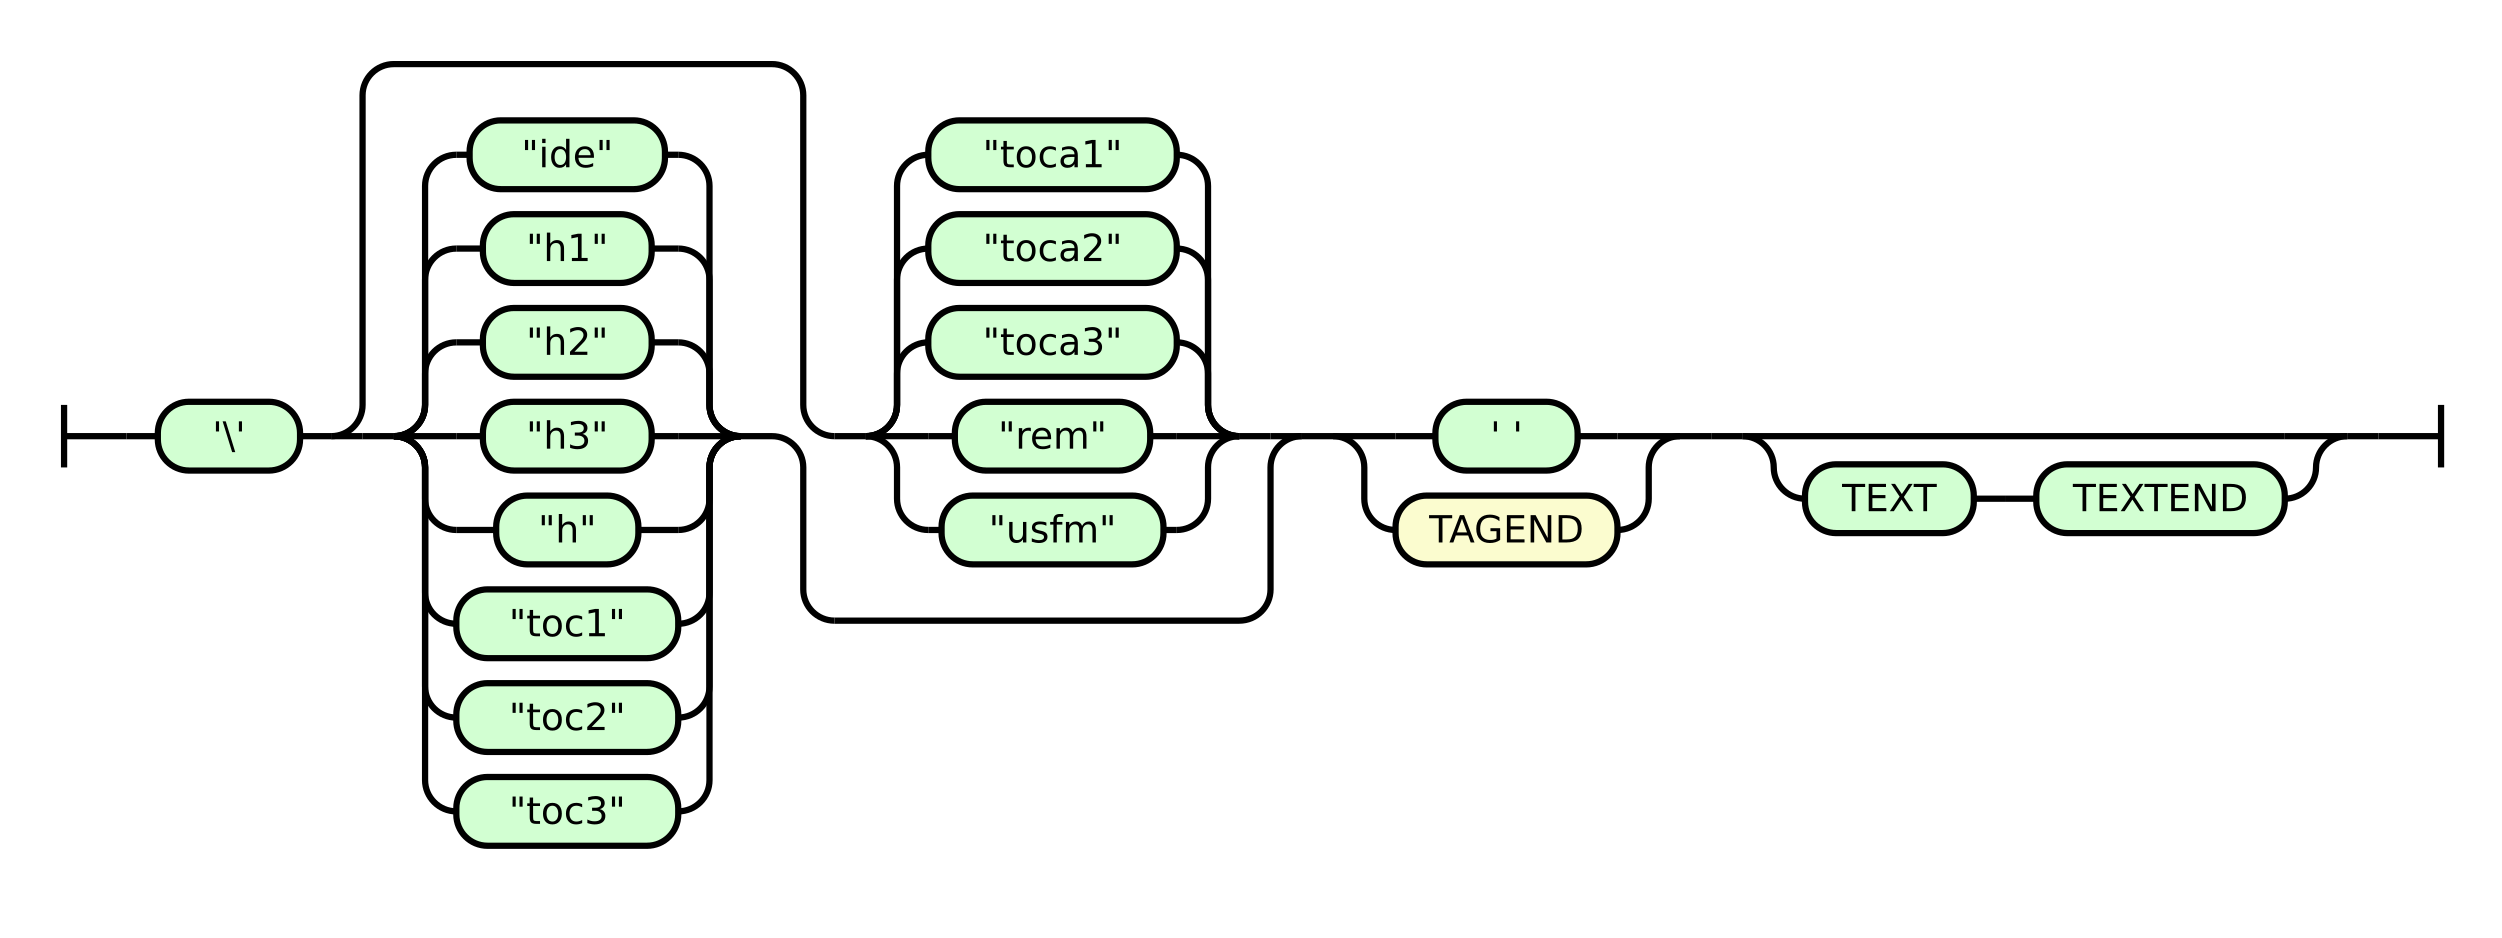 '\'
"ide"
"h1"
"h2"
"h3"
"h"
"toc1"
"toc2"
"toc3"
"toca1"
"toca2"
"toca3"
"rem"
"usfm"
' '
TAGEND
TEXT
TEXTEND